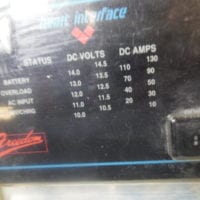 basic interface
STATUS DC VOLTS DC AMPS
14.5 130
BATTERY 14.0 110
13.5 90
OVERLOAD 13.0 70
12.5 50
AC INPUT 12.0 40
11.5 30
11.0 20
10.5 10
10.0
Freedom